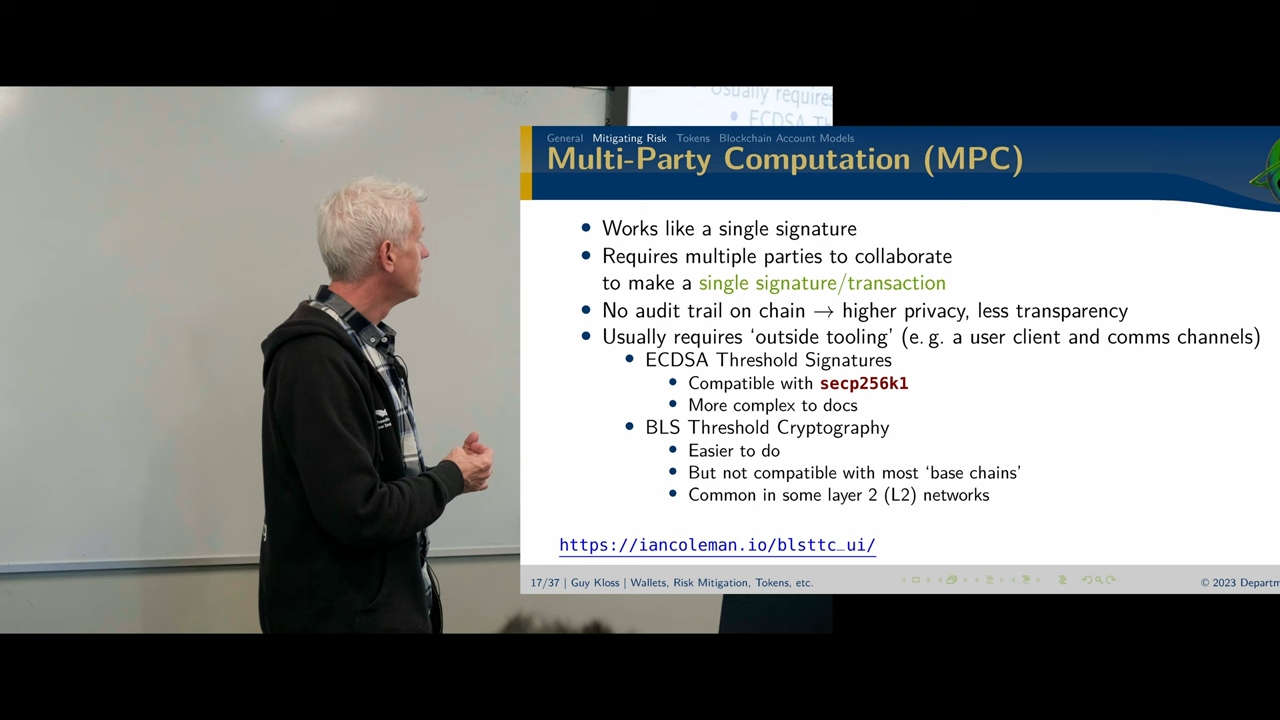 Usually requires
ECDSA Th
General Mitigating Risk Tokens Blockchain Account Models
Multi-Party Computation (MPC)
• Works like a single signature
• Requires multiple parties to collaborate
to make a single signature/transaction
• No audit trail on chain → higher privacy, less transparency
• Usually requires ‘outside tooling’ (e. g. a user client and comms channels)
• ECDSA Threshold Signatures
• Compatible with secp256k1
• More complex to docs
• BLS Threshold Cryptography
• Easier to do
• But not compatible with most ‘base chains’
• Common in some layer 2 (L2) networks
https://iancoleman.io/blsttc_ui/
17/37 | Guy Kloss | Wallets, Risk Mitigation, Tokens, etc.
© 2023 Departm